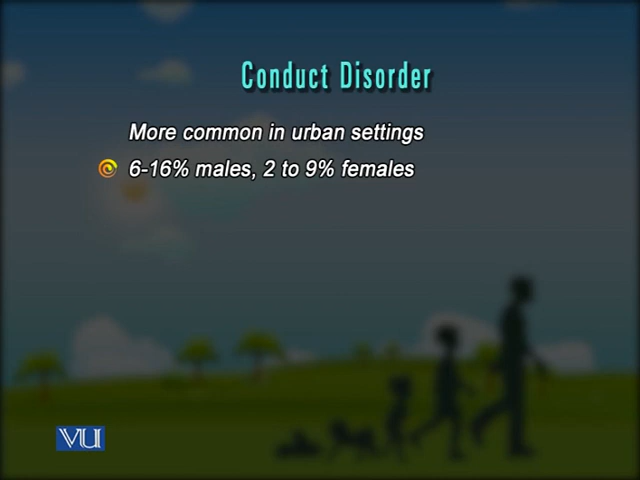 Conduct Disorder
More common in urban settings
6-16% males, 2 to 9% females
VU